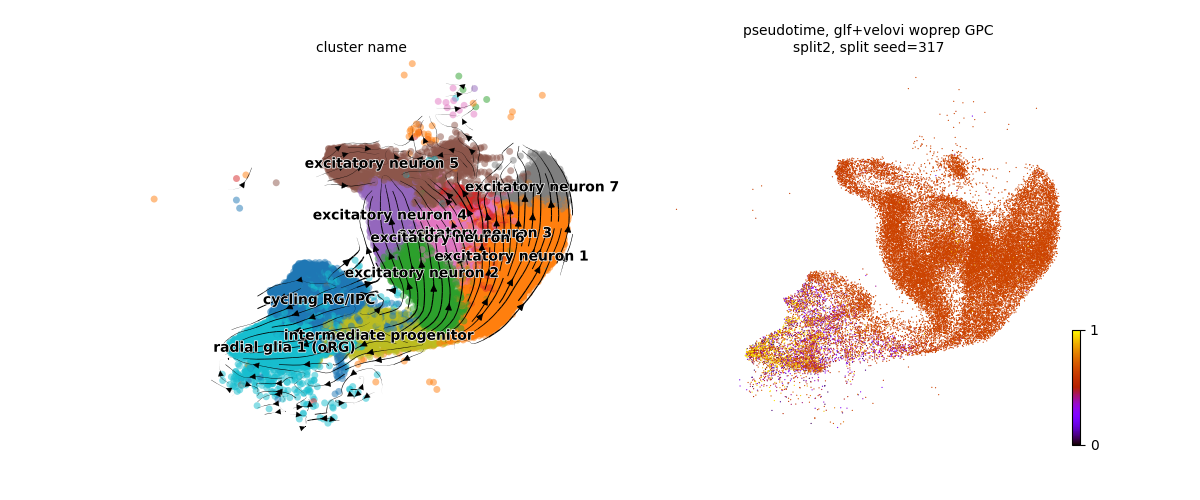 cluster name
excitatory neuron 5
excitatory neuron 7
excitatory neuron 4
excitatory neuron 3
excitatory neuron 6
excitatory neuron 1
excitatory neuron 2
cycling RG/IPC
intermediate progenitor
radial glia 1 (oRG)
pseudotime, glf+velovi woprep GPC
split2, split seed=317
1
0